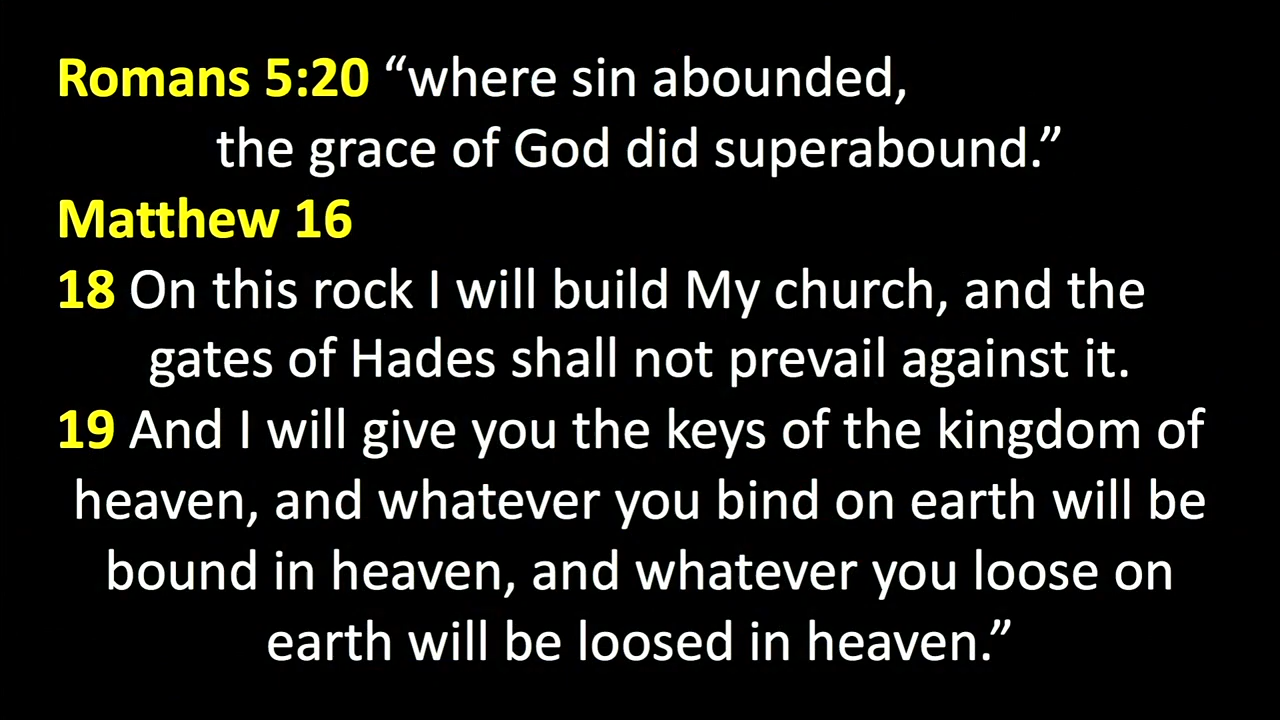 Romans 5:20 “where sin abounded,
the grace of God did superabound.”
Matthew 16
18 On this rock I will build My church, and the
gates of Hades shall not prevail against it.
19 And I will give you the keys of the kingdom of
heaven, and whatever you bind on earth will be
bound in heaven, and whatever you loose on
earth will be loosed in heaven.”